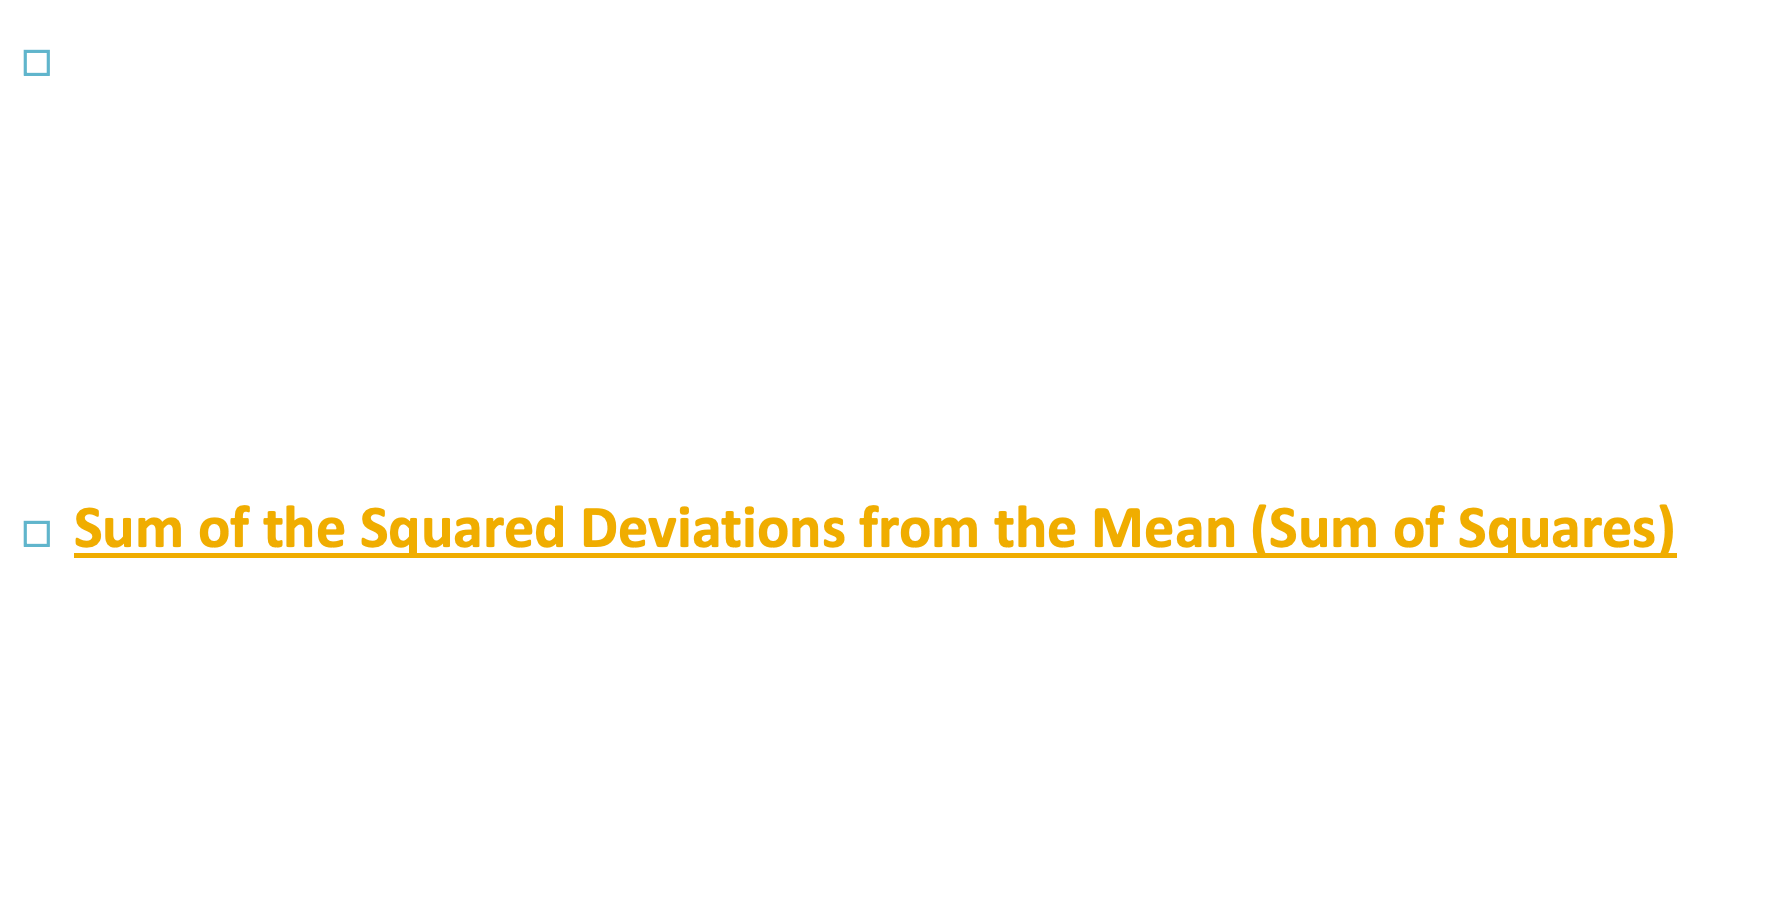 Sum of the Squared Deviations from the Mean (Sum of Squares)